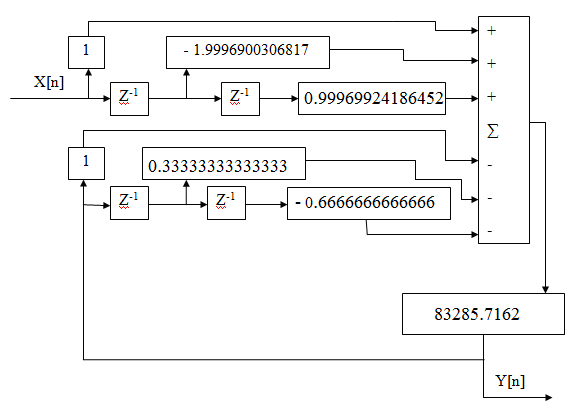 1
- 1.9996900306817
X[n]
Z-1
Z-1
0.99969924186452
+
+
+
∑
-
-
-
1
0.33333333333333
Z-1
Z-1
- 0.6666666666666
83285.7162
Y[n]